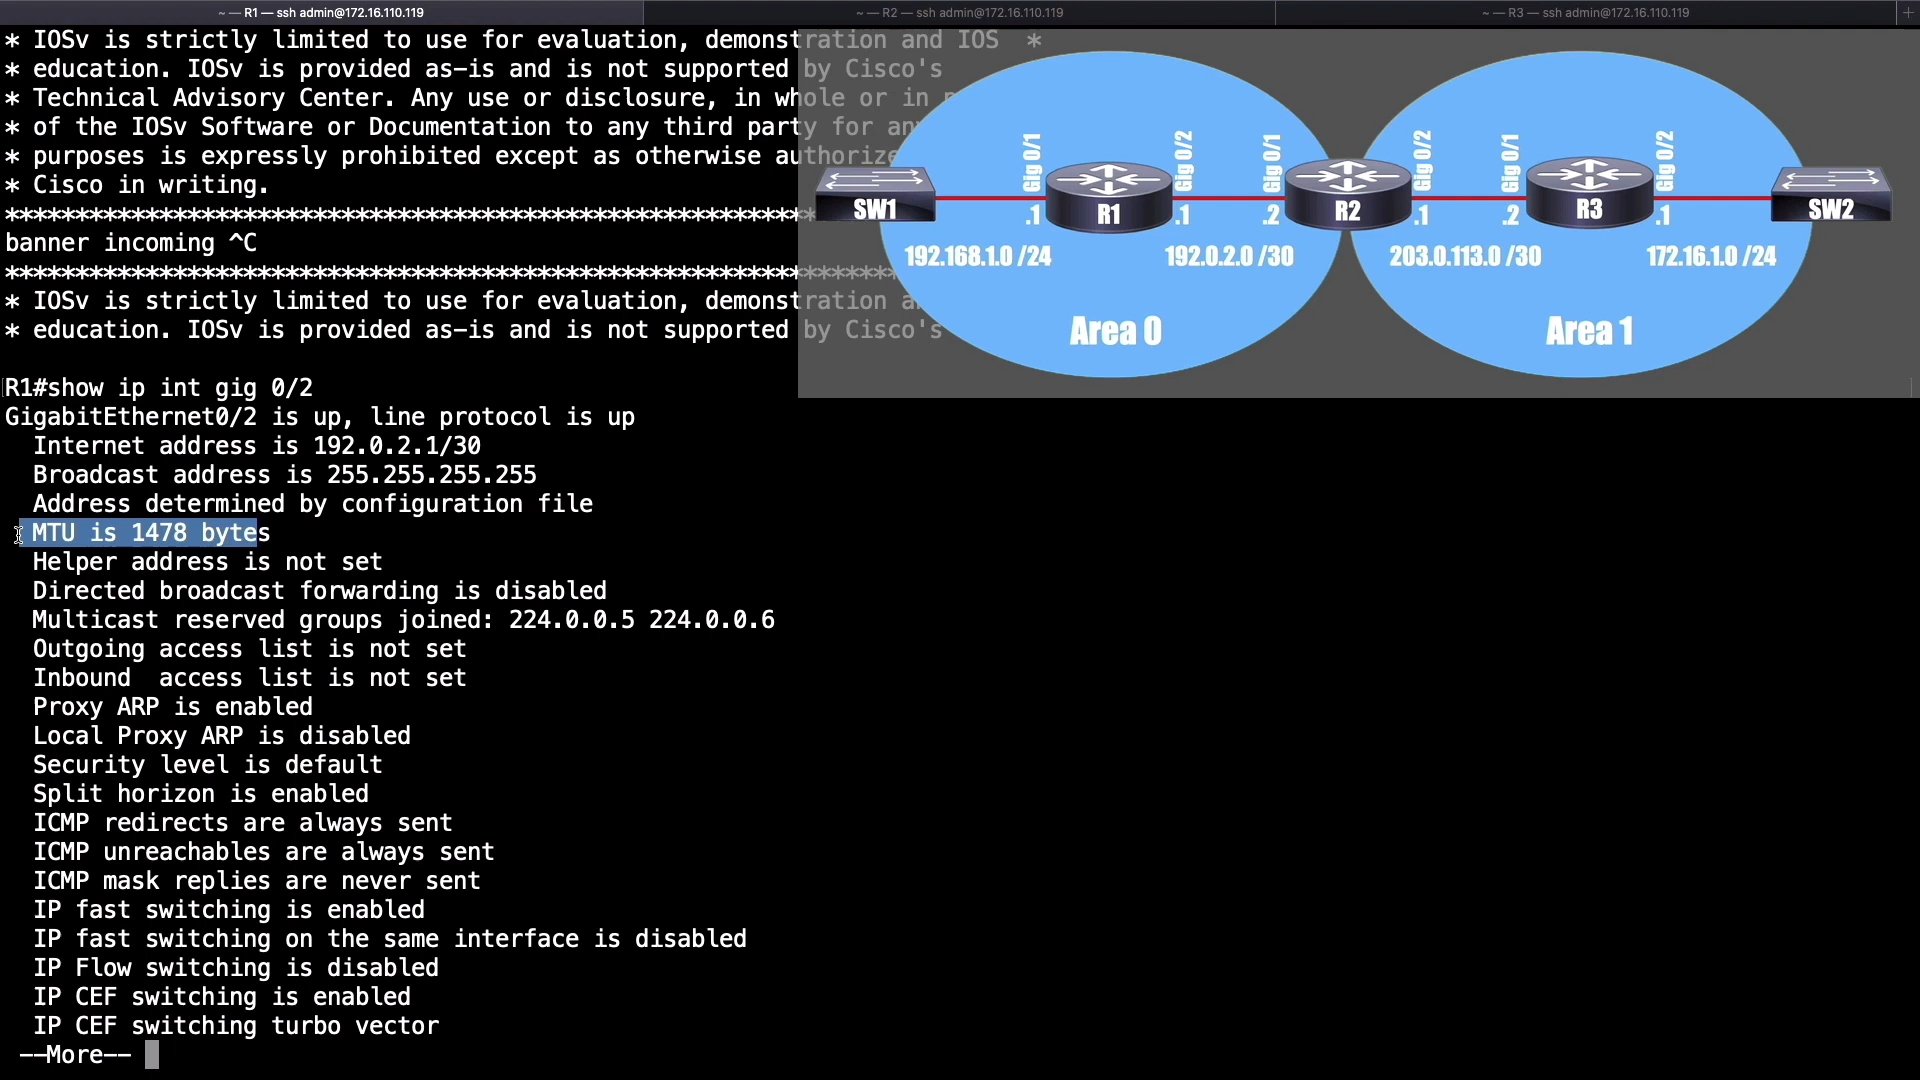 ~ — R1 — ssh admin@172.16.110.119
~ — R2 — ssh admin@172.16.110.119
~ — R3 — ssh admin@172.16.110.119
+
* IOSv is strictly limited to use for evaluation, demonstration and IOS  *
* education. IOSv is provided as-is and is not supported by Cisco's
* Technical Advisory Center. Any use or disclosure, in whole or in
* of the IOSv Software or Documentation to any third party for
* purposes is expressly prohibited except as otherwise
* Cisco in writing.
****************************************************************
banner incoming ^C
****************************************************************
* IOSv is strictly limited to use for evaluation, demonstration
* education. IOSv is provided as-is and is not supported by Cisco's
Gig 0/1
Gig 0/2
Gig 0/1
Gig 0/2
Gig 0/1
Gig 0/2
SW1
.1
R1
.1
.2
R2
.1
.2
R3
.1
SW2
192.168.1.0 /24
192.0.2.0 /30
203.0.113.0 /30
172.16.1.0 /24
Area 0
Area 1
R1#show ip int gig 0/2
GigabitEthernet0/2 is up, line protocol is up
  Internet address is 192.0.2.1/30
  Broadcast address is 255.255.255.255
  Address determined by configuration file
  MTU is 1478 bytes
  Helper address is not set
  Directed broadcast forwarding is disabled
  Multicast reserved groups joined: 224.0.0.5 224.0.0.6
  Outgoing access list is not set
  Inbound  access list is not set
  Proxy ARP is enabled
  Local Proxy ARP is disabled
  Security level is default
  Split horizon is enabled
  ICMP redirects are always sent
  ICMP unreachables are always sent
  ICMP mask replies are never sent
  IP fast switching is enabled
  IP fast switching on the same interface is disabled
  IP Flow switching is disabled
  IP CEF switching is enabled
  IP CEF switching turbo vector
 --More--